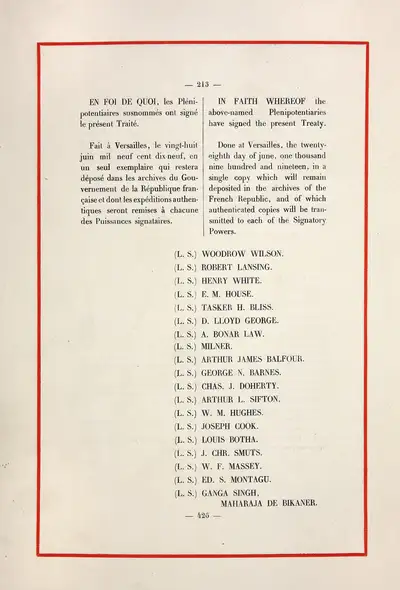 — 213 —
EN FOI DE QUOI, les Pléni-
potentiaires susnommés ont signé
le présent Traité.
Fait à Versailles, le vingt-huit
juin mil neuf cent dix-neuf, en
un seul exemplaire qui restera
déposé dans les archives du Gou-
vernement de la République fran-
çaise et dont les expéditions authen-
tiques seront remises à chacune
des Puissances signataires.
IN FAITH WHEREOF the
above-named Plenipotentiaries
have signed the present Treaty.
Done at Versailles, the twenty-
eighth day of june, one thousand
nine hundred and nineteen, in a
single copy which will remain
deposited in the archives of the
French Republic, and of which
authenticated copies will be tran-
smitted to each of the Signatory
Powers.
(L. S.) WOODROW WILSON.
(L. S.) ROBERT LANSING.
(L. S.) HENRY WHITE.
(L. S.) E. M. HOUSE.
(L. S.) TASKER H. BLISS.
(L. S.) D. LLOYD GEORGE.
(L. S.) A. BONAR LAW.
(L. S.) MILNER.
(L. S.) ARTHUR JAMES BALFOUR.
(L. S.) GEORGE N. BARNES.
(L. S.) CHAS. J. DOHERTY.
(L. S.) ARTHUR L. SIFTON.
(L. S.) W. M. HUGHES.
(L. S.) JOSEPH COOK.
(L. S.) LOUIS BOTHA.
(L. S.) J. CHR. SMUTS.
(L. S.) W. F. MASSEY.
(L. S.) ED. S. MONTAGU.
(L. S.) GANGA SINGH,
MAHARAJA DE BIKANER.
— 425 —